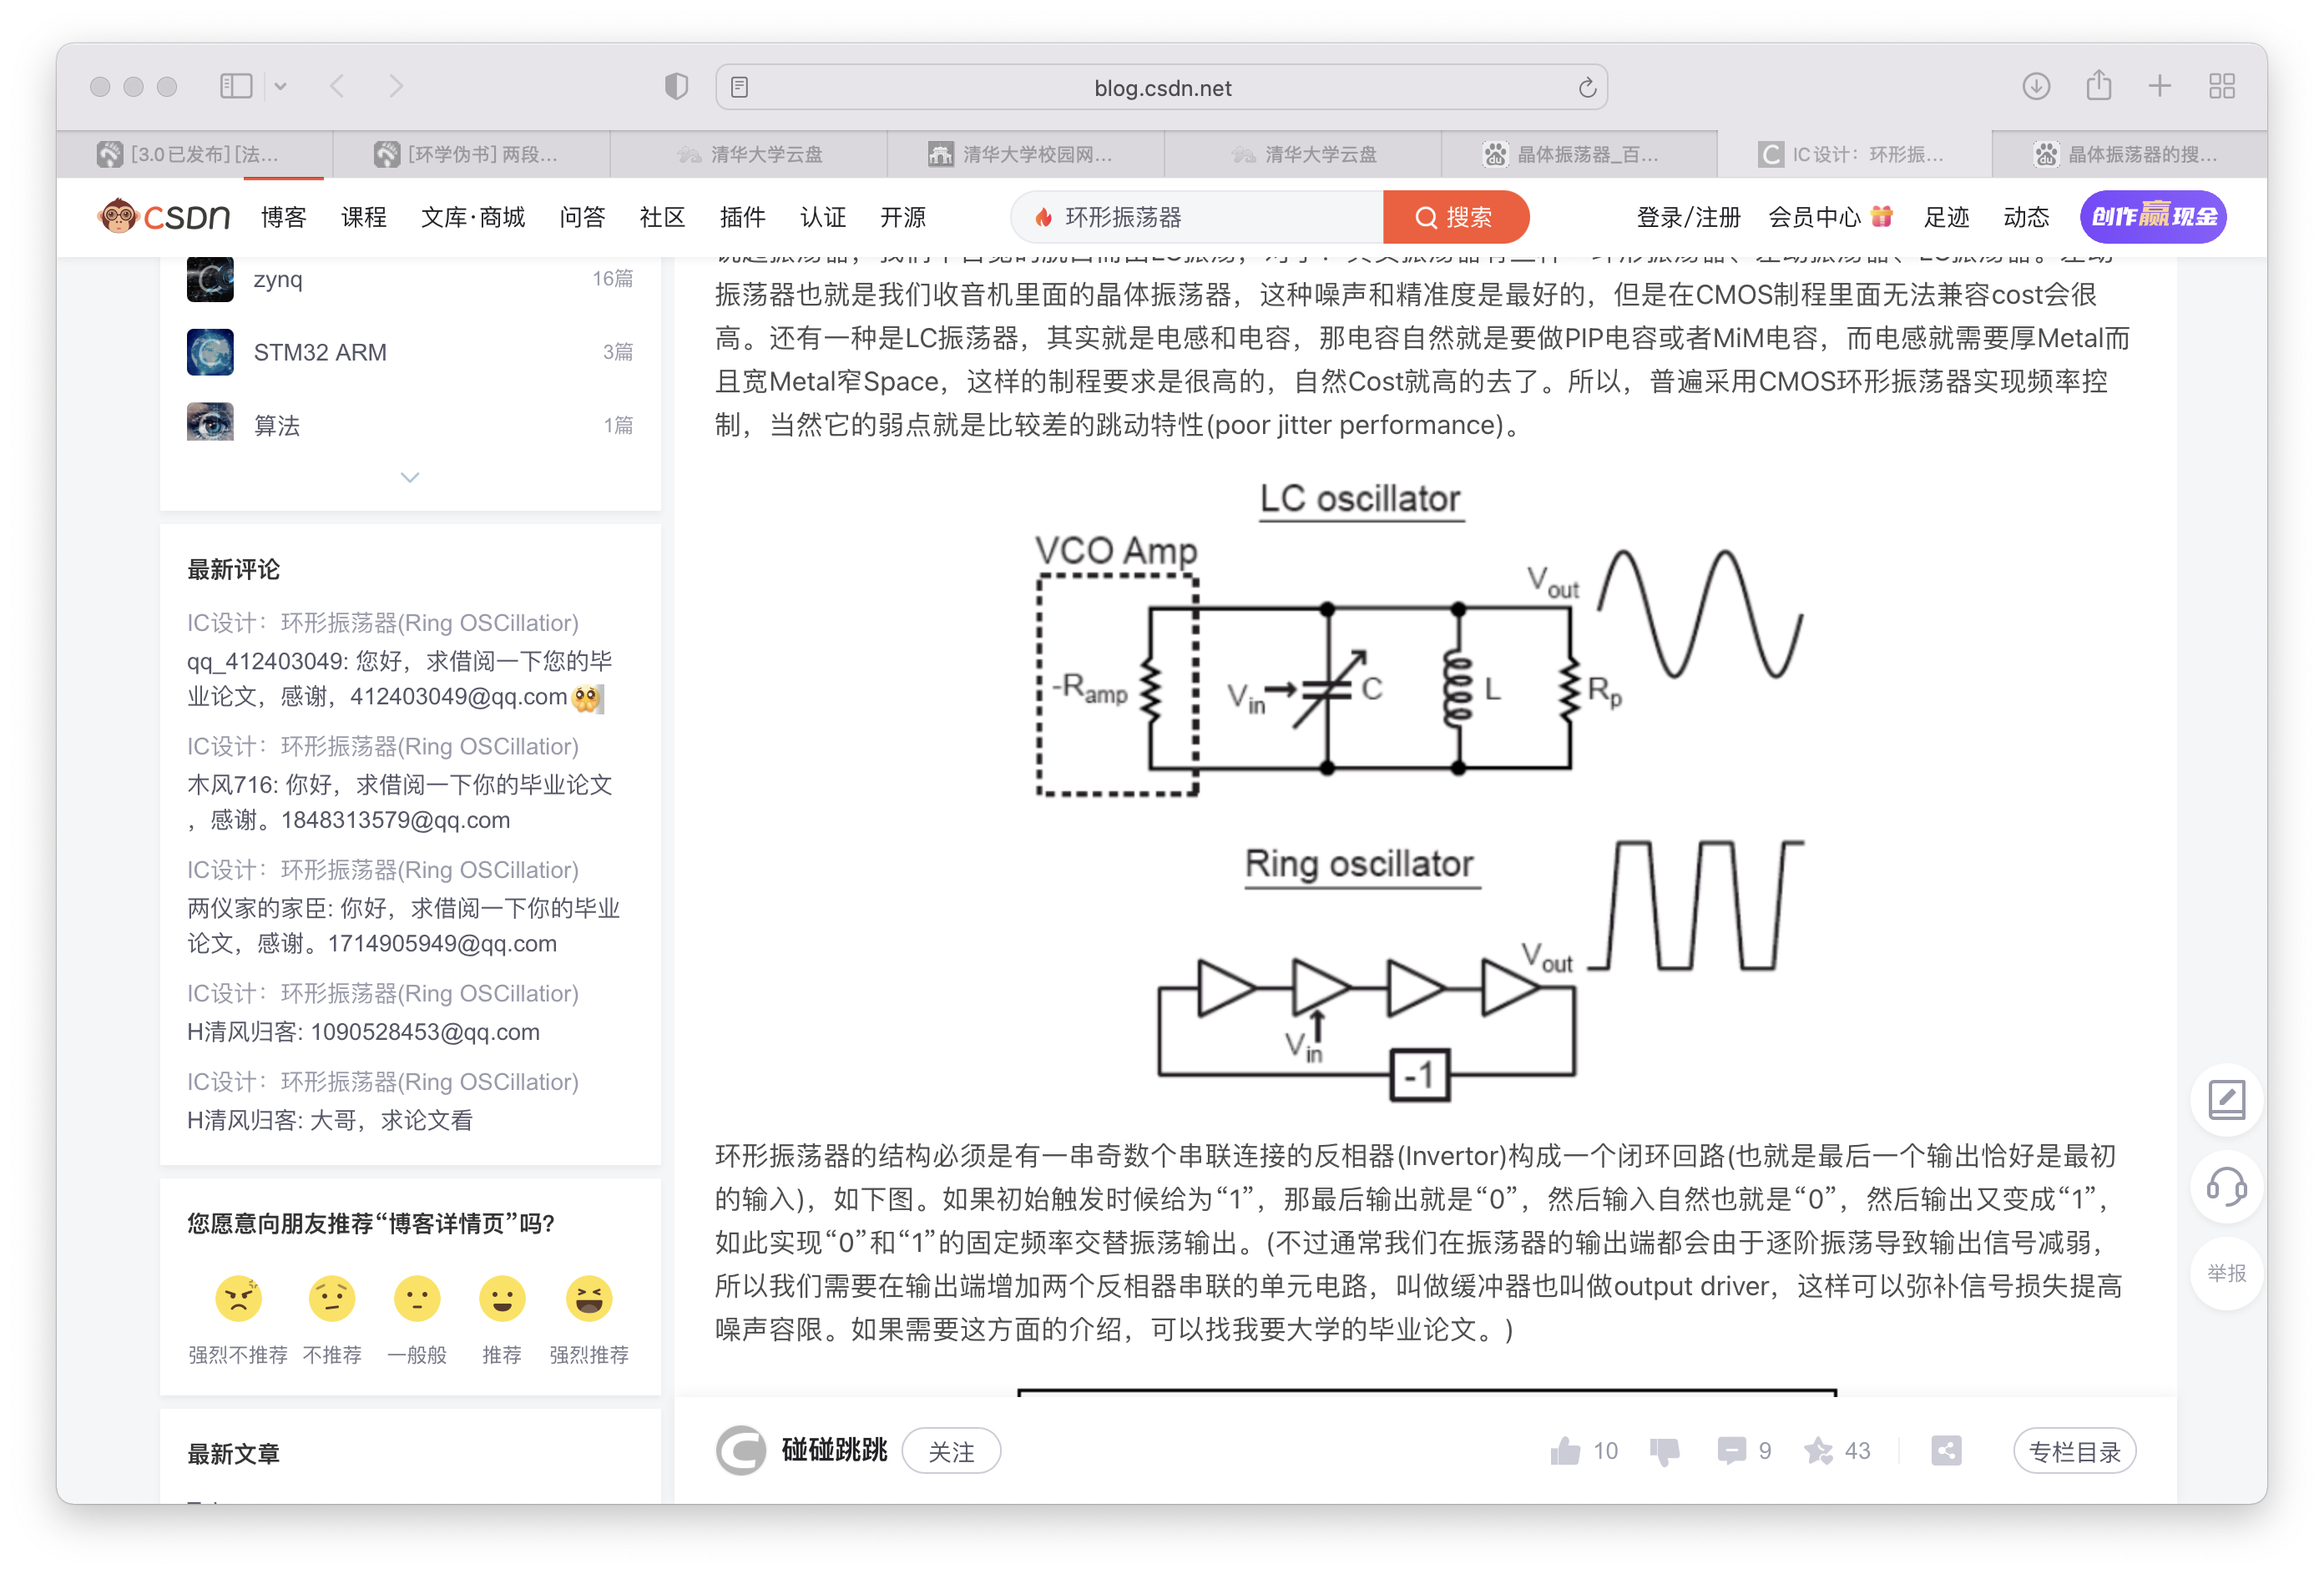 blog.csdn.net
[3.0已发布] [法...
[环学伪书] 两段...
清华大学云盘
清华大学校园网...
清华大学云盘
晶体振荡器_百...
IC设计：环形振...
晶体振荡器的搜...
CSDN 博客 课程 文库·商城 问答 社区 插件 认证 开源 环形振荡器 搜索 登录/注册 会员中心 足迹 动态 创作赢现金
zynq 16篇
STM32 ARM 3篇
算法 1篇
最新评论
IC设计：环形振荡器(Ring OSCillatior)
qq_412403049: 您好，求借阅一下您的毕
业论文，感谢，412403049@qq.com
IC设计：环形振荡器(Ring OSCillatior)
木风716: 你好，求借阅一下你的毕业论文
，感谢。1848313579@qq.com
IC设计：环形振荡器(Ring OSCillatior)
两仪家的家臣: 你好，求借阅一下你的毕业
论文，感谢。1714905949@qq.com
IC设计：环形振荡器(Ring OSCillatior)
H清风归客: 1090528453@qq.com
IC设计：环形振荡器(Ring OSCillatior)
H清风归客: 大哥，求论文看
您愿意向朋友推荐“博客详情页”吗?
强烈不推荐 不推荐 一般般 推荐 强烈推荐
最新文章
振荡器也就是我们收音机里面的晶体振荡器，这种噪声和精准度是最好的，但是在CMOS制程里面无法兼容cost会很
高。还有一种是LC振荡器，其实就是电感和电容，那电容自然就是要做PIP电容或者MiM电容，而电感就需要厚Metal而
且宽Metal窄Space，这样的制程要求是很高的，自然Cost就高的去了。所以，普遍采用CMOS环形振荡器实现频率控
制，当然它的弱点就是比较差的跳动特性(poor jitter performance)。
LC oscillator
VCO Amp
Vout
-Ramp
Vin
C
L
Rp
Ring oscillator
Vout
Vin
-1
环形振荡器的结构必须是有一串奇数个串联连接的反相器(Invertor)构成一个闭环回路(也就是最后一个输出恰好是最初
的输入)，如下图。如果初始触发时候给为“1”，那最后输出就是“0”，然后输入自然也就是“0”，然后输出又变成“1”，
如此实现“0”和“1”的固定频率交替振荡输出。(不过通常我们在振荡器的输出端都会由于逐阶振荡导致输出信号减弱，
所以我们需要在输出端增加两个反相器串联的单元电路，叫做缓冲器也叫做output driver，这样可以弥补信号损失提高
噪声容限。如果需要这方面的介绍，可以找我要大学的毕业论文。)
碰碰跳跳 关注 10 9 43 专栏目录
举报